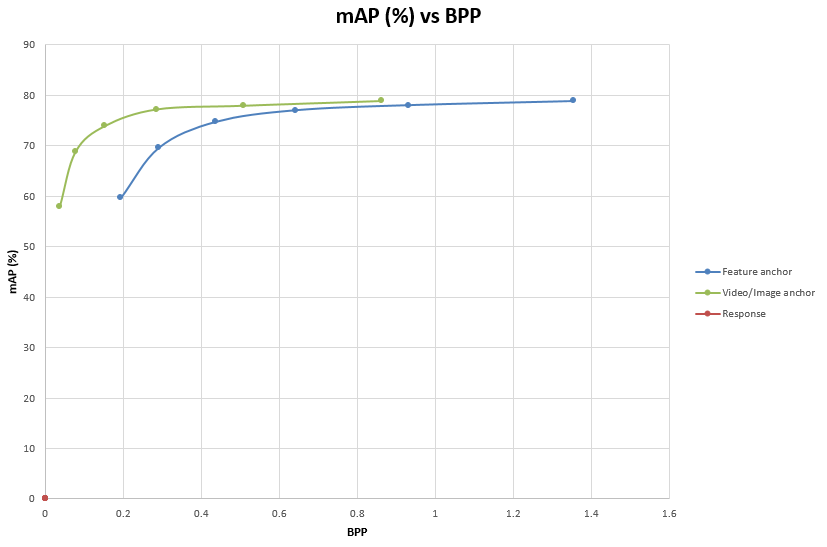 mAP (%) vs BPP
90
80
70
60
50
40
30
20
10
0
mAP (%)
0 0.2 0.4 0.6 0.8 1 1.2 1.4 1.6
BPP
Feature anchor
Video/Image anchor
Response